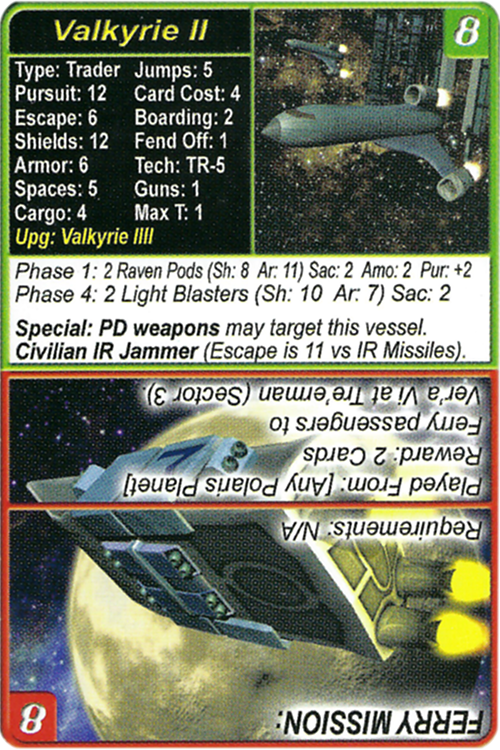 Valkyrie II
8
Type: Trader Jumps: 5
Pursuit: 12 Card Cost: 4
Escape: 6 Boarding: 2
Shields: 12 Fend Off: 1
Armor: 6 Tech: TR-5
Spaces: 5 Guns: 1
Cargo: 4 Max T: 1
Upg: Valkyrie IIII
Phase 1: 2 Raven Pods (Sh: 8 Ar: 11) Sac: 2 Amo: 2 Pur: +2
Phase 4: 2 Light Blasters (Sh: 10 Ar: 7) Sac: 2
Special: PD weapons may target this vessel.
Civilian IR Jammer (Escape is 11 vs IR Missiles).
FERRY MISSION:
8
Requirements: N/A
Played From: [Any Polaris Planet]
Reward: 2 Cards
Ferry passengers to
Ver'a Vi at Tre'erman (Sector 3)